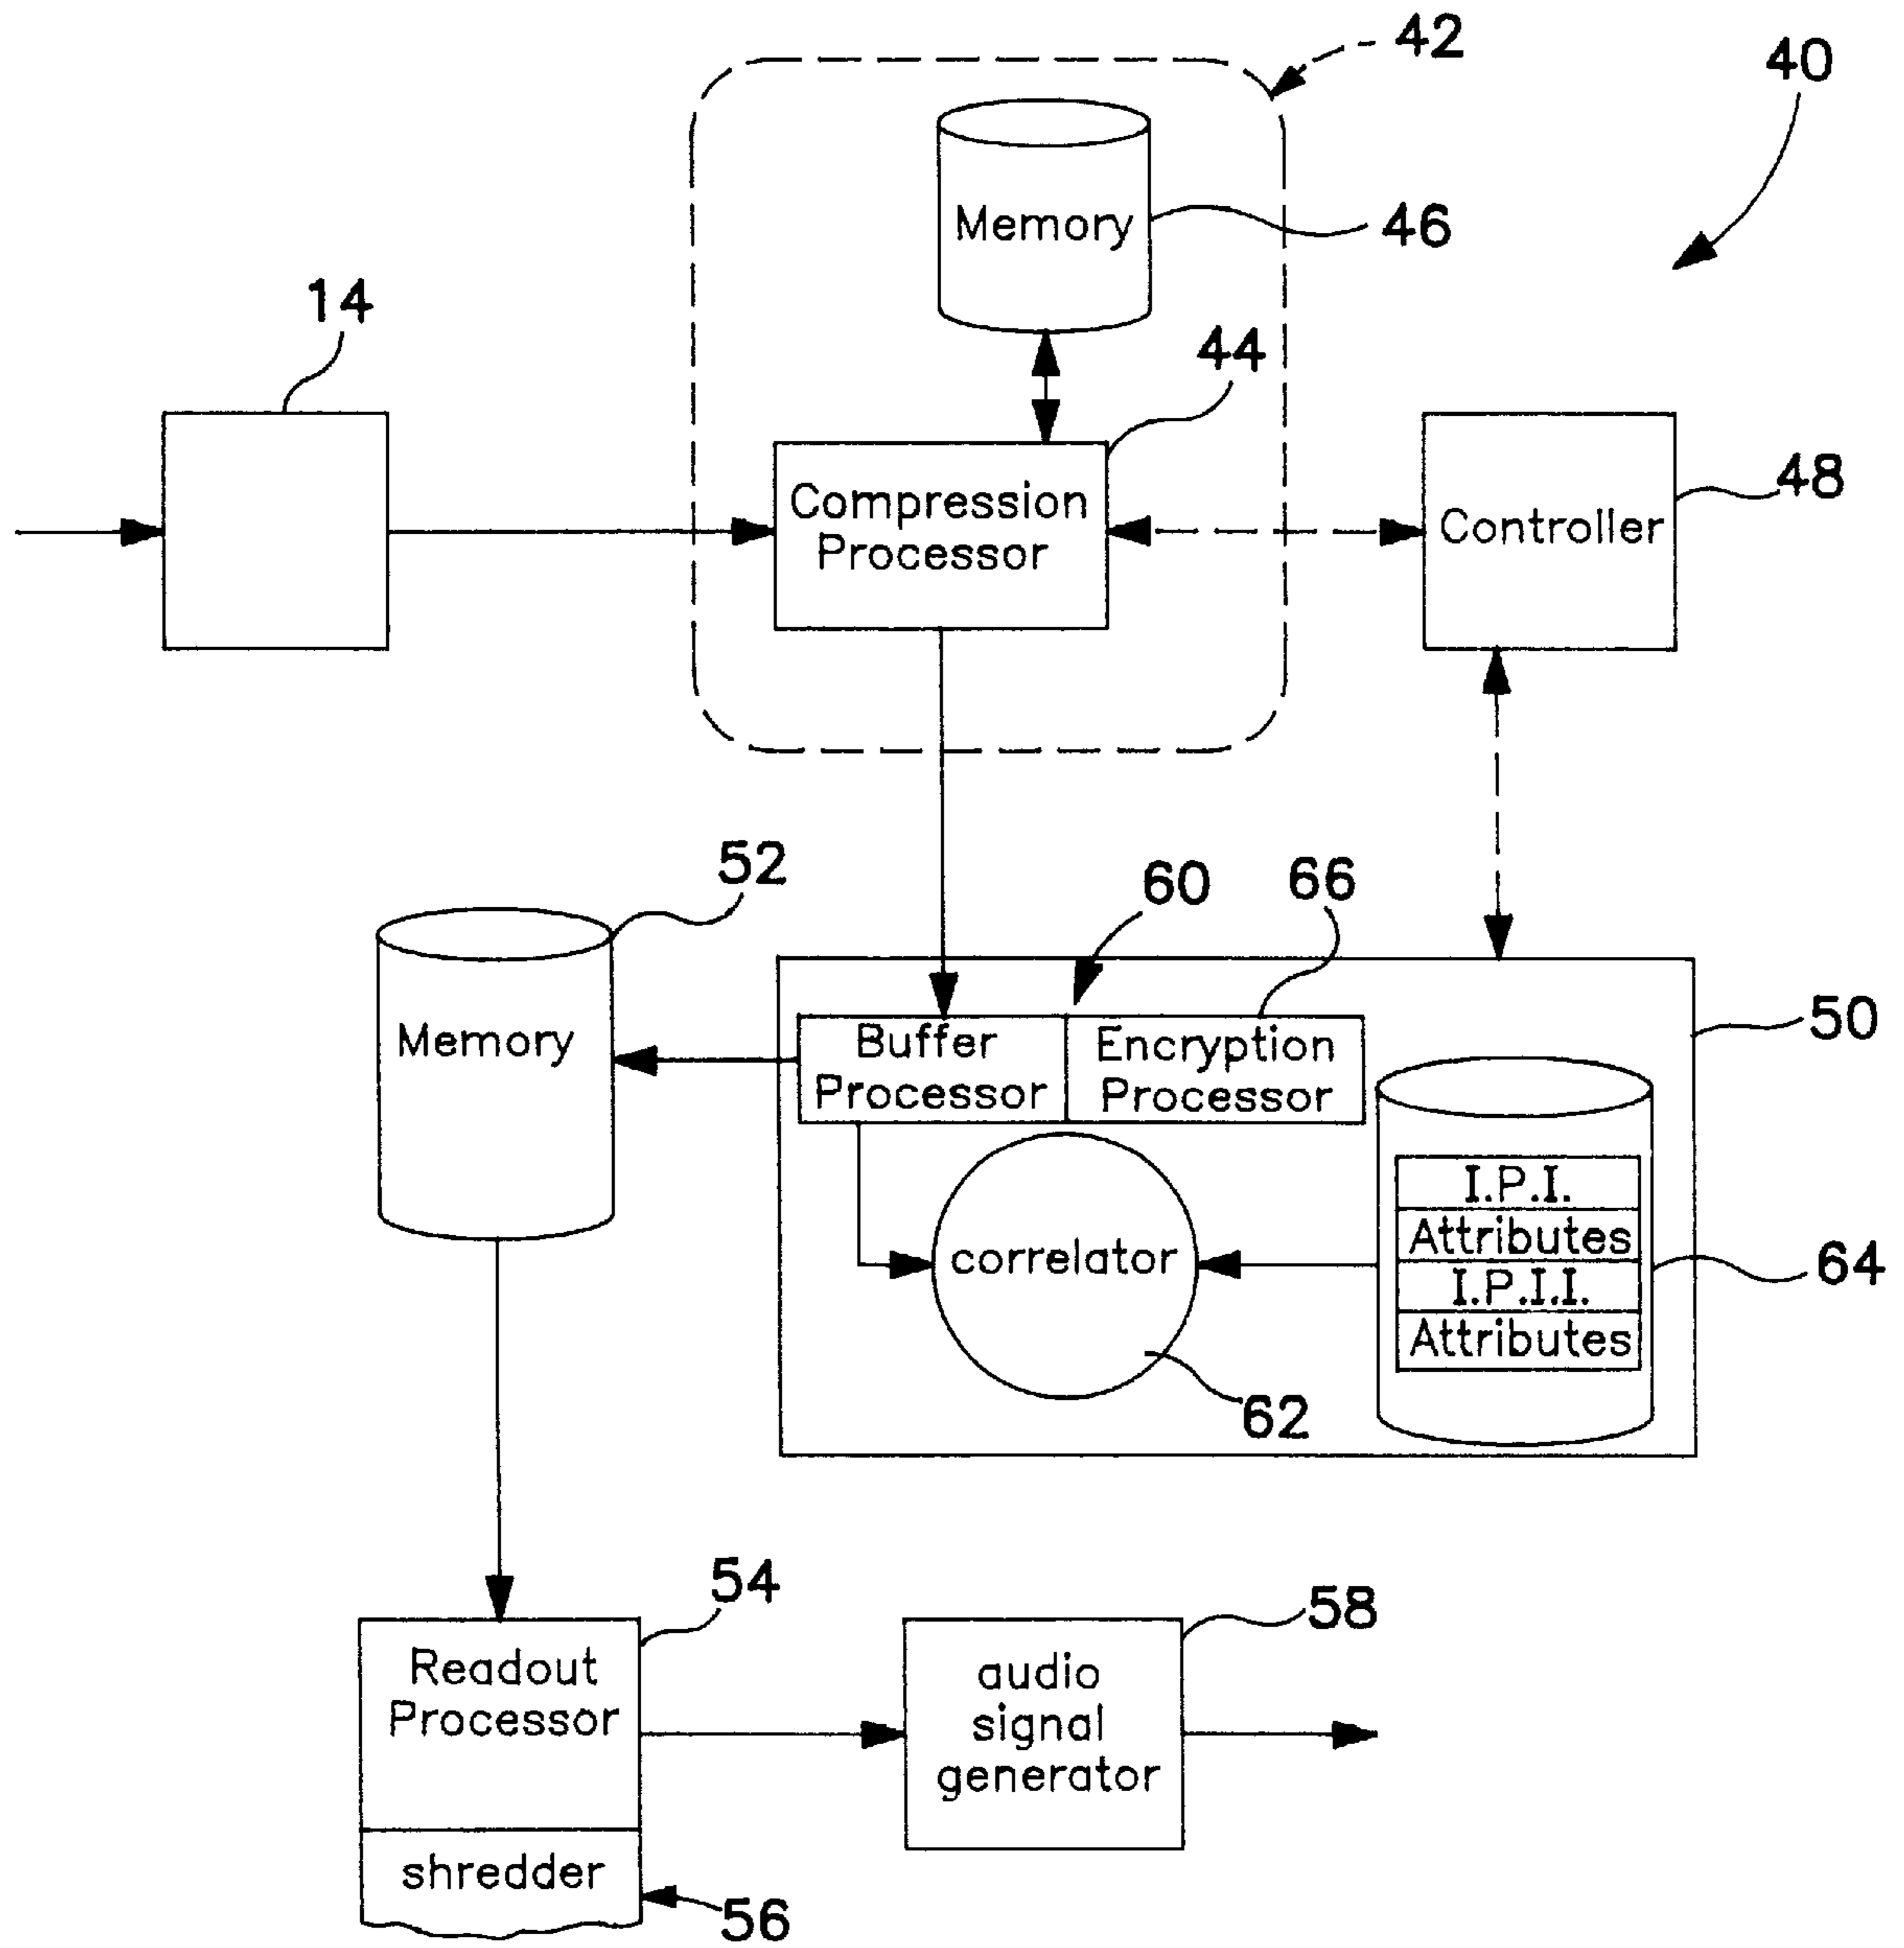 42
40
Memory
46
14
44
Compression
Processor
Controller
48
52
60
66
Memory
Buffer
Processor
Encryption
Processor
50
I.P.I.
Attributes
I.P.I.I.
Attributes
correlator
64
62
54
58
Readout
Processor
audio
signal
generator
shredder
56